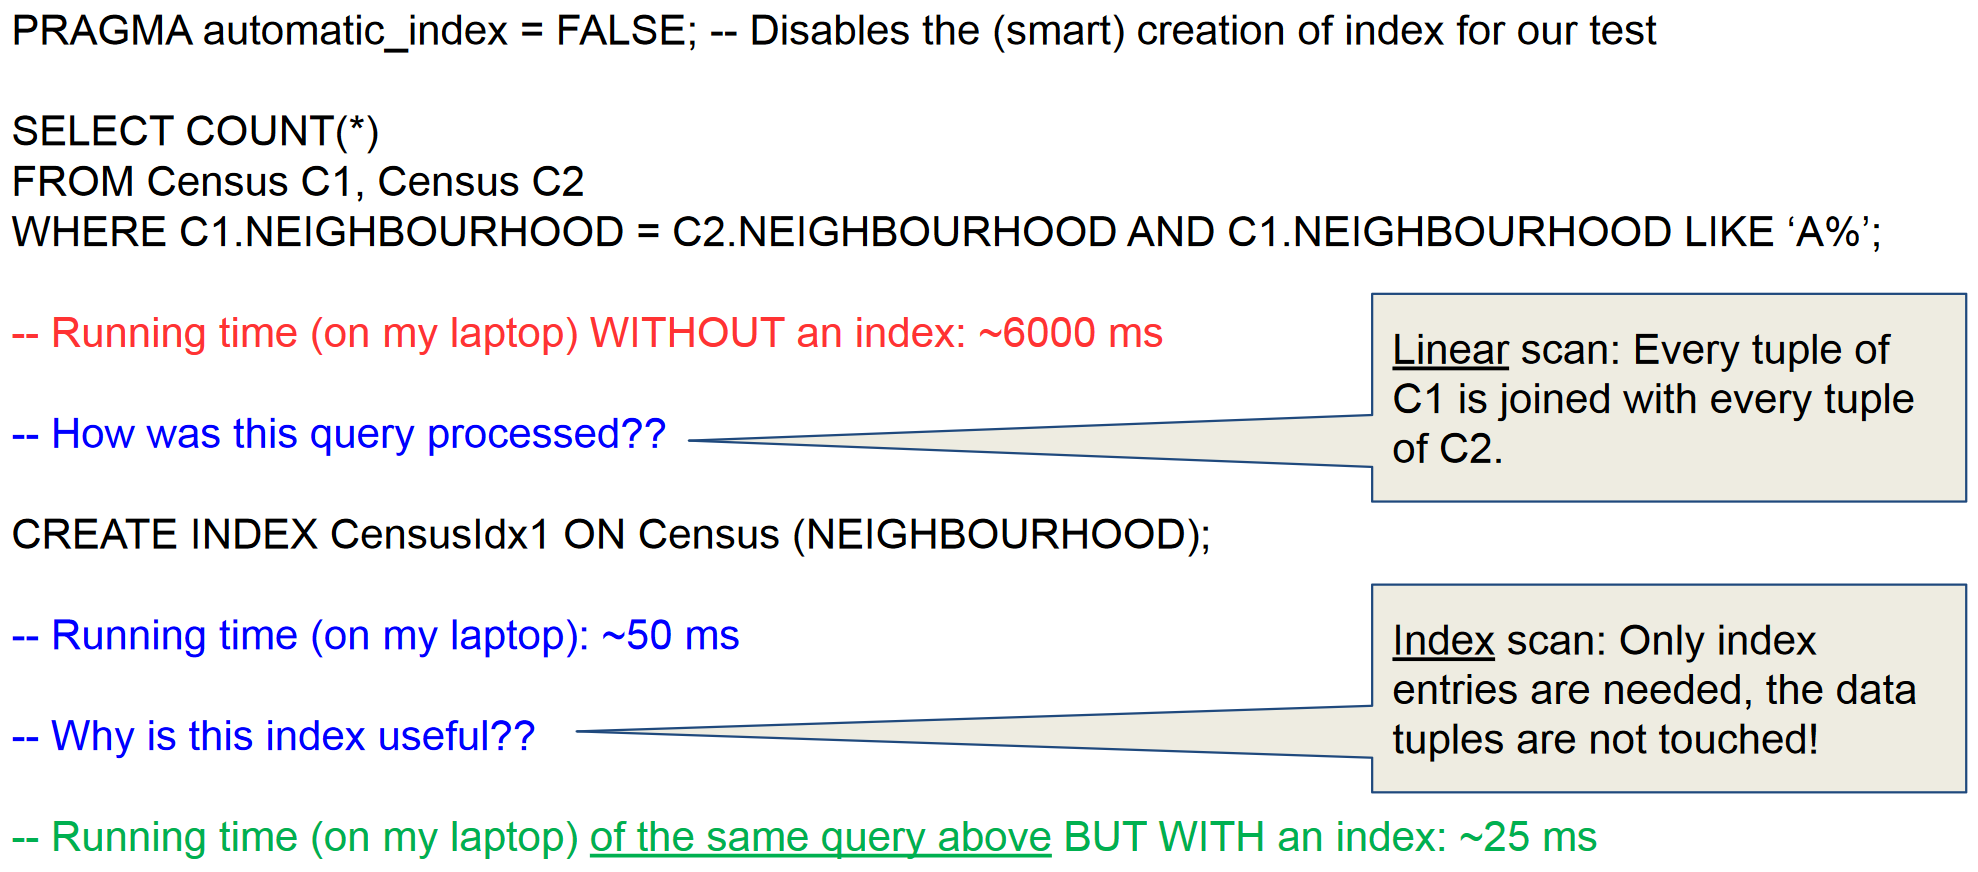 PRAGMA automatic_index = FALSE; -- Disables the (smart) creation of index for our test
SELECT COUNT(*)
FROM Census C1, Census C2
WHERE C1.NEIGHBOURHOOD = C2.NEIGHBOURHOOD AND C1.NEIGHBOURHOOD LIKE ‘A%’;
-- Running time (on my laptop) WITHOUT an index: ~6000 ms
Linear scan: Every tuple of
C1 is joined with every tuple
of C2.
-- How was this query processed??
CREATE INDEX CensusIdx1 ON Census (NEIGHBOURHOOD);
-- Running time (on my laptop): ~50 ms
Index scan: Only index
entries are needed, the data
tuples are not touched!
-- Why is this index useful??
-- Running time (on my laptop) of the same query above BUT WITH an index: ~25 ms